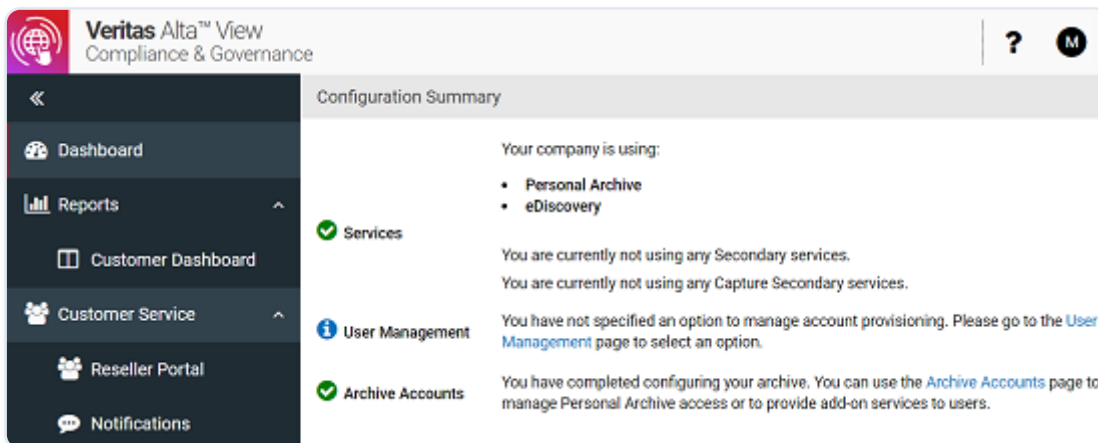 Veritas Alta™ View
Compliance & Governance
?
M
«
Configuration Summary
Dashboard
Reports
Customer Dashboard
Customer Service
Reseller Portal
Notifications
Your company is using:
• Personal Archive
• eDiscovery
Services
You are currently not using any Secondary services.
You are currently not using any Capture Secondary services.
User Management
You have not specified an option to manage account provisioning. Please go to the User
Management page to select an option.
Archive Accounts
You have completed configuring your archive. You can use the Archive Accounts page to
manage Personal Archive access or to provide add-on services to users.